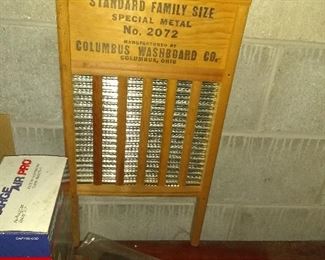 STANDARD FAMILY SIZE
SPECIAL METAL
No. 2072
MANUFACTURED BY
COLUMBUS WASHBOARD CO.
COLUMBUS, OHIO
AIR PRO